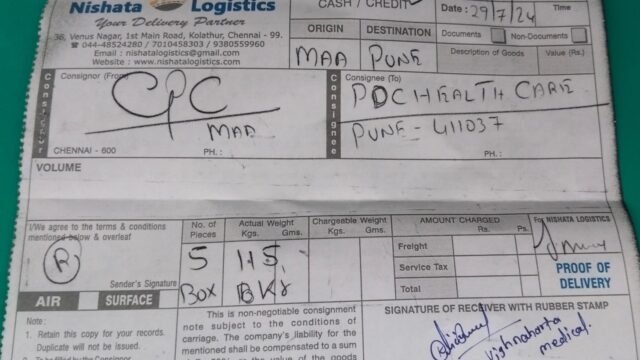 Nishata Logistics
Your Delivery Partner
36, Venus Nagar, 1st Main Road, Kolathur, Chennai - 99.
044-48524280 / 7010458303 / 9380559960
Email : nishatalogistics@gmail.com
Website : www.nishatalogistics.com
CASH / CREDIT
Date : 29/7/24
Time
ORIGIN DESTINATION
MAA PUNE
Documents Non-Documents
Description of Goods Value (Rs.)
Consignor
Consignor (From)
CPC
MAA
CHENNAI - 600 PH. :
Consignee
Consignee (To)
PDC HEALTH CARE
PUNE - 411037
PH. :
VOLUME
I/We agree to the terms & conditions
mentioned below & overleaf
R
Sender's Signature
AIR SURFACE
No. of Pieces
5
Box
Actual Weight
Kgs. Gms.
Chargeable Weight
Kgs. Gms.
AMOUNT CHARGED
Rs. Ps.
Freight
Service Tax
Total
For NISHATA LOGISTICS
PROOF OF
DELIVERY
Note :
1. Retain this copy for your records.
Duplicate will not be issued.
This is non-negotiable consignment
note subject to the conditions of
carriage. The company's liability for the
mentioned shall be compensated to a sum
SIGNATURE OF RECEIVER WITH RUBBER STAMP
Vighnaharta
medical.